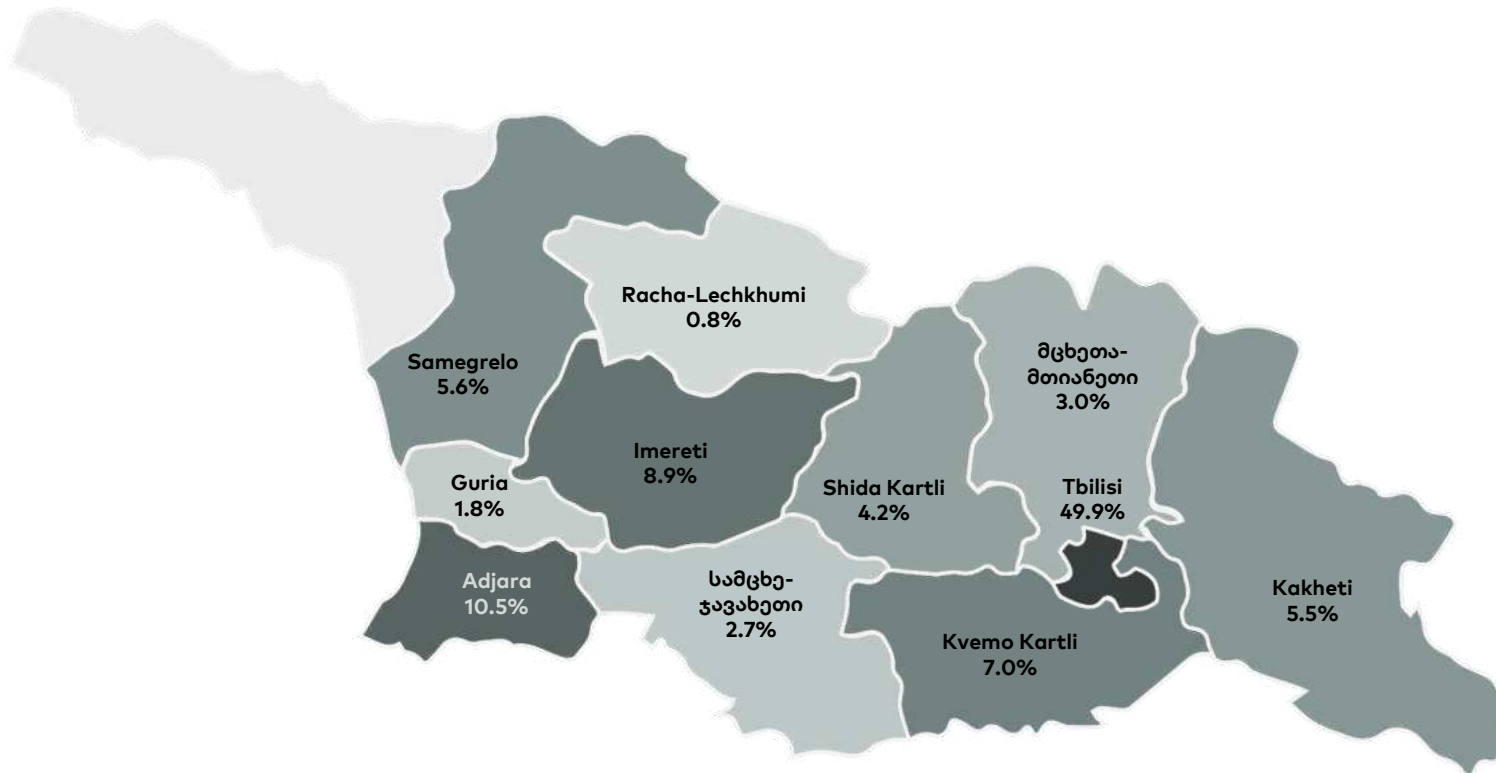 Racha-Lechkhumi
0.8%
Samegrelo
5.6%
მცხეთა-
მთიანეთი
3.0%
Imereti
8.9%
Guria
1.8%
Shida Kartli
4.2%
Tbilisi
49.9%
Adjara
10.5%
სამცხე-
ჯავახეთი
2.7%
Kakheti
5.5%
Kvemo Kartli
7.0%